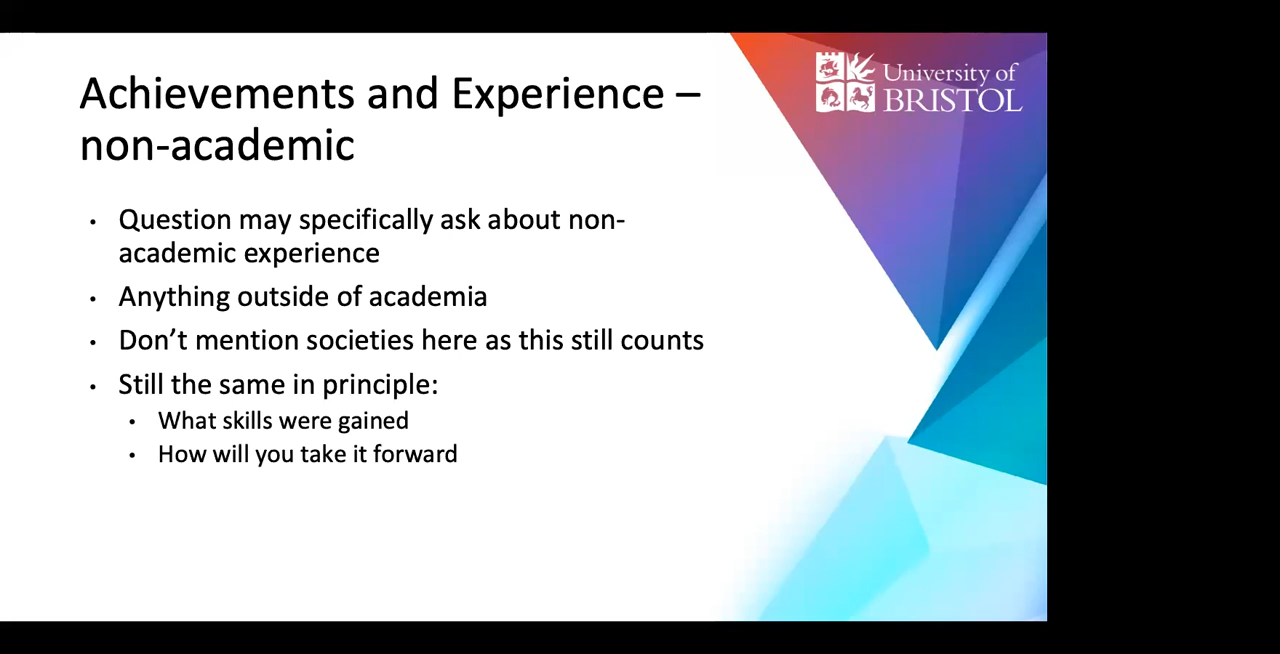 Achievements and Experience –
non-academic
University of
BRISTOL
• Question may specifically ask about non-
academic experience
• Anything outside of academia
• Don’t mention societies here as this still counts
• Still the same in principle:
• What skills were gained
• How will you take it forward